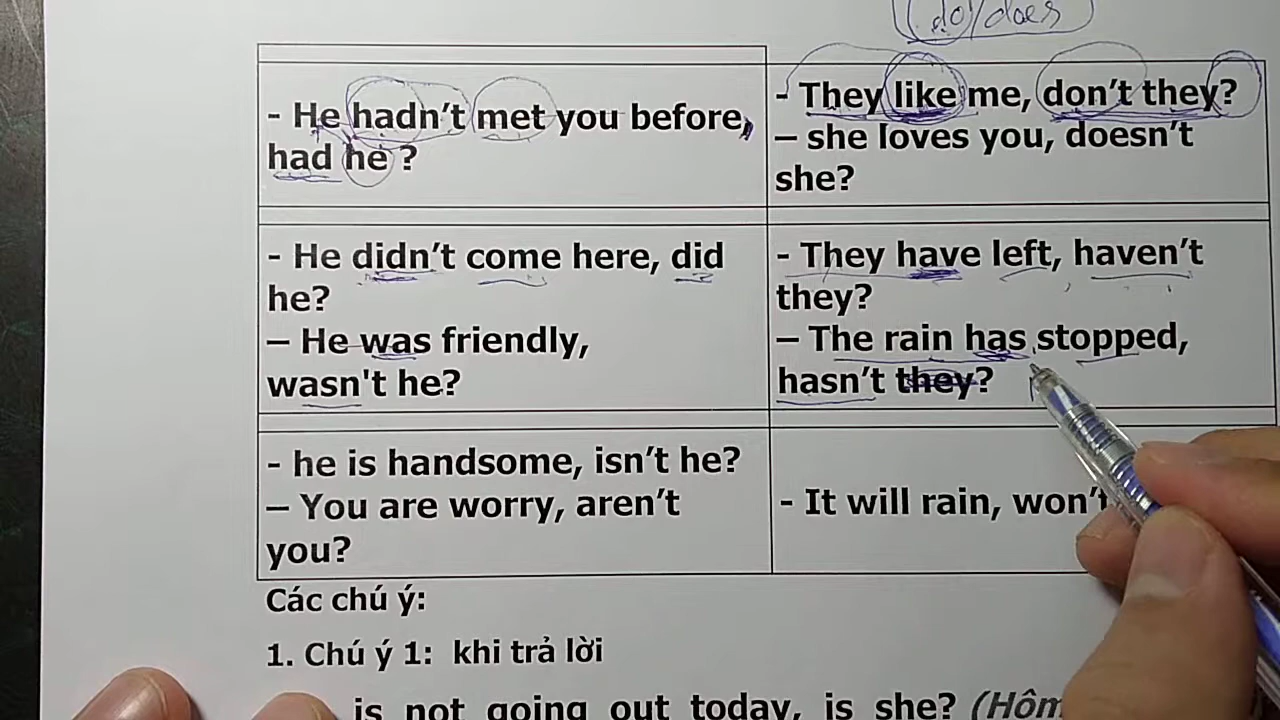 do/does
- He hadn't met you before,
had he ?
- They like me, don't they?
– she loves you, doesn't
she?
- He didn't come here, did
he?
– He was friendly,
wasn't he?
- They have left, haven't
they?
– The rain has stopped,
hasn't they?
- he is handsome, isn't he?
– You are worry, aren't
you?
- It will rain, won't
Các chú ý:
1. Chú ý 1: khi trả lời
is not going out today, is she? (Hôm